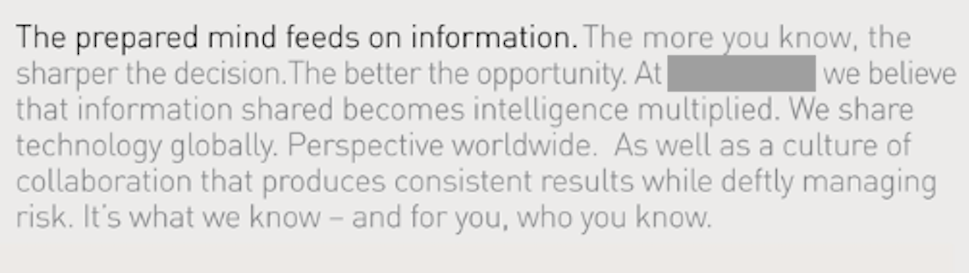 The prepared mind feeds on information. The more you know, the
sharper the decision. The better the opportunity. At we believe
that information shared becomes intelligence multiplied. We share
technology globally. Perspective worldwide. As well as a culture of
collaboration that produces consistent results while deftly managing
risk. It's what we know – and for you, who you know.